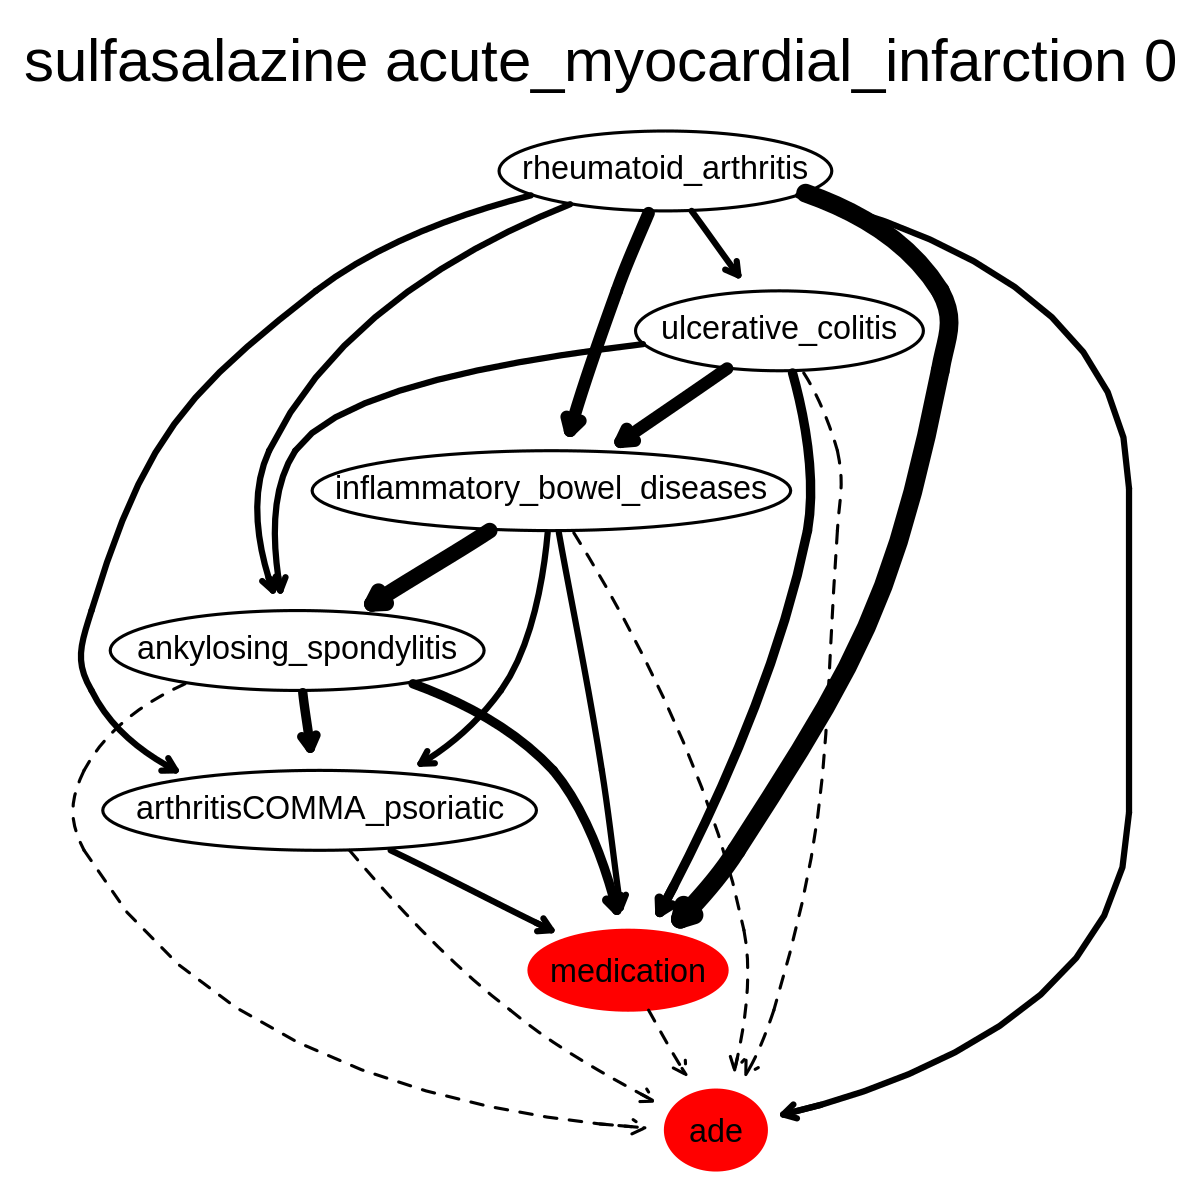 sulfasalazine acute_myocardial_infarction 0
rheumatoid_arthritis
ulcerative_colitis
inflammatory_bowel_diseases
ankylosing_spondylitis
arthritisCOMMA_psoriatic
medication
ade